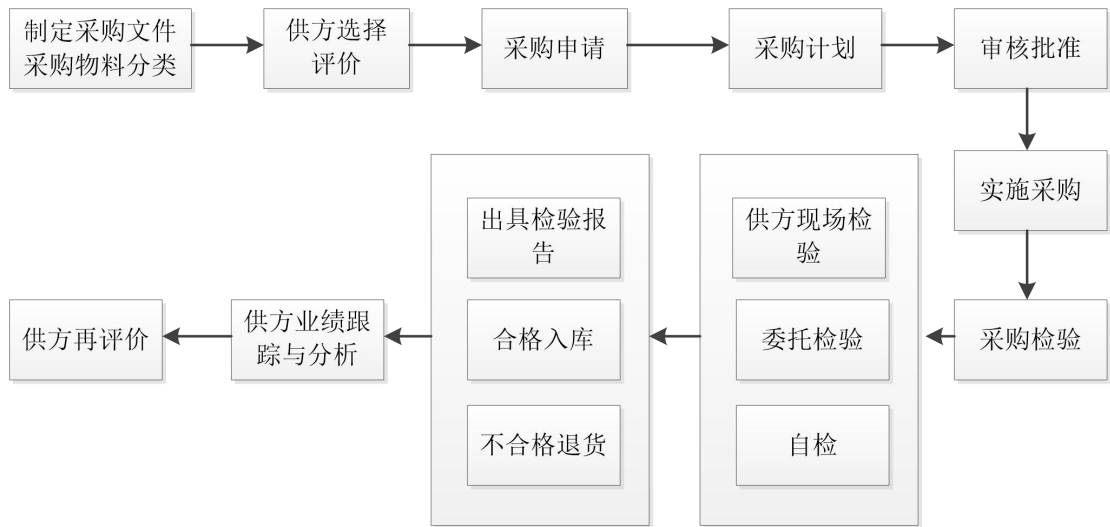 制定采购文件
采购物料分类
供方选择
评价
采购申请
采购计划
审核批准
实施采购
采购检验
供方现场检
验
委托检验
自检
出具检验报
告
合格入库
不合格退货
供方业绩跟
踪与分析
供方再评价